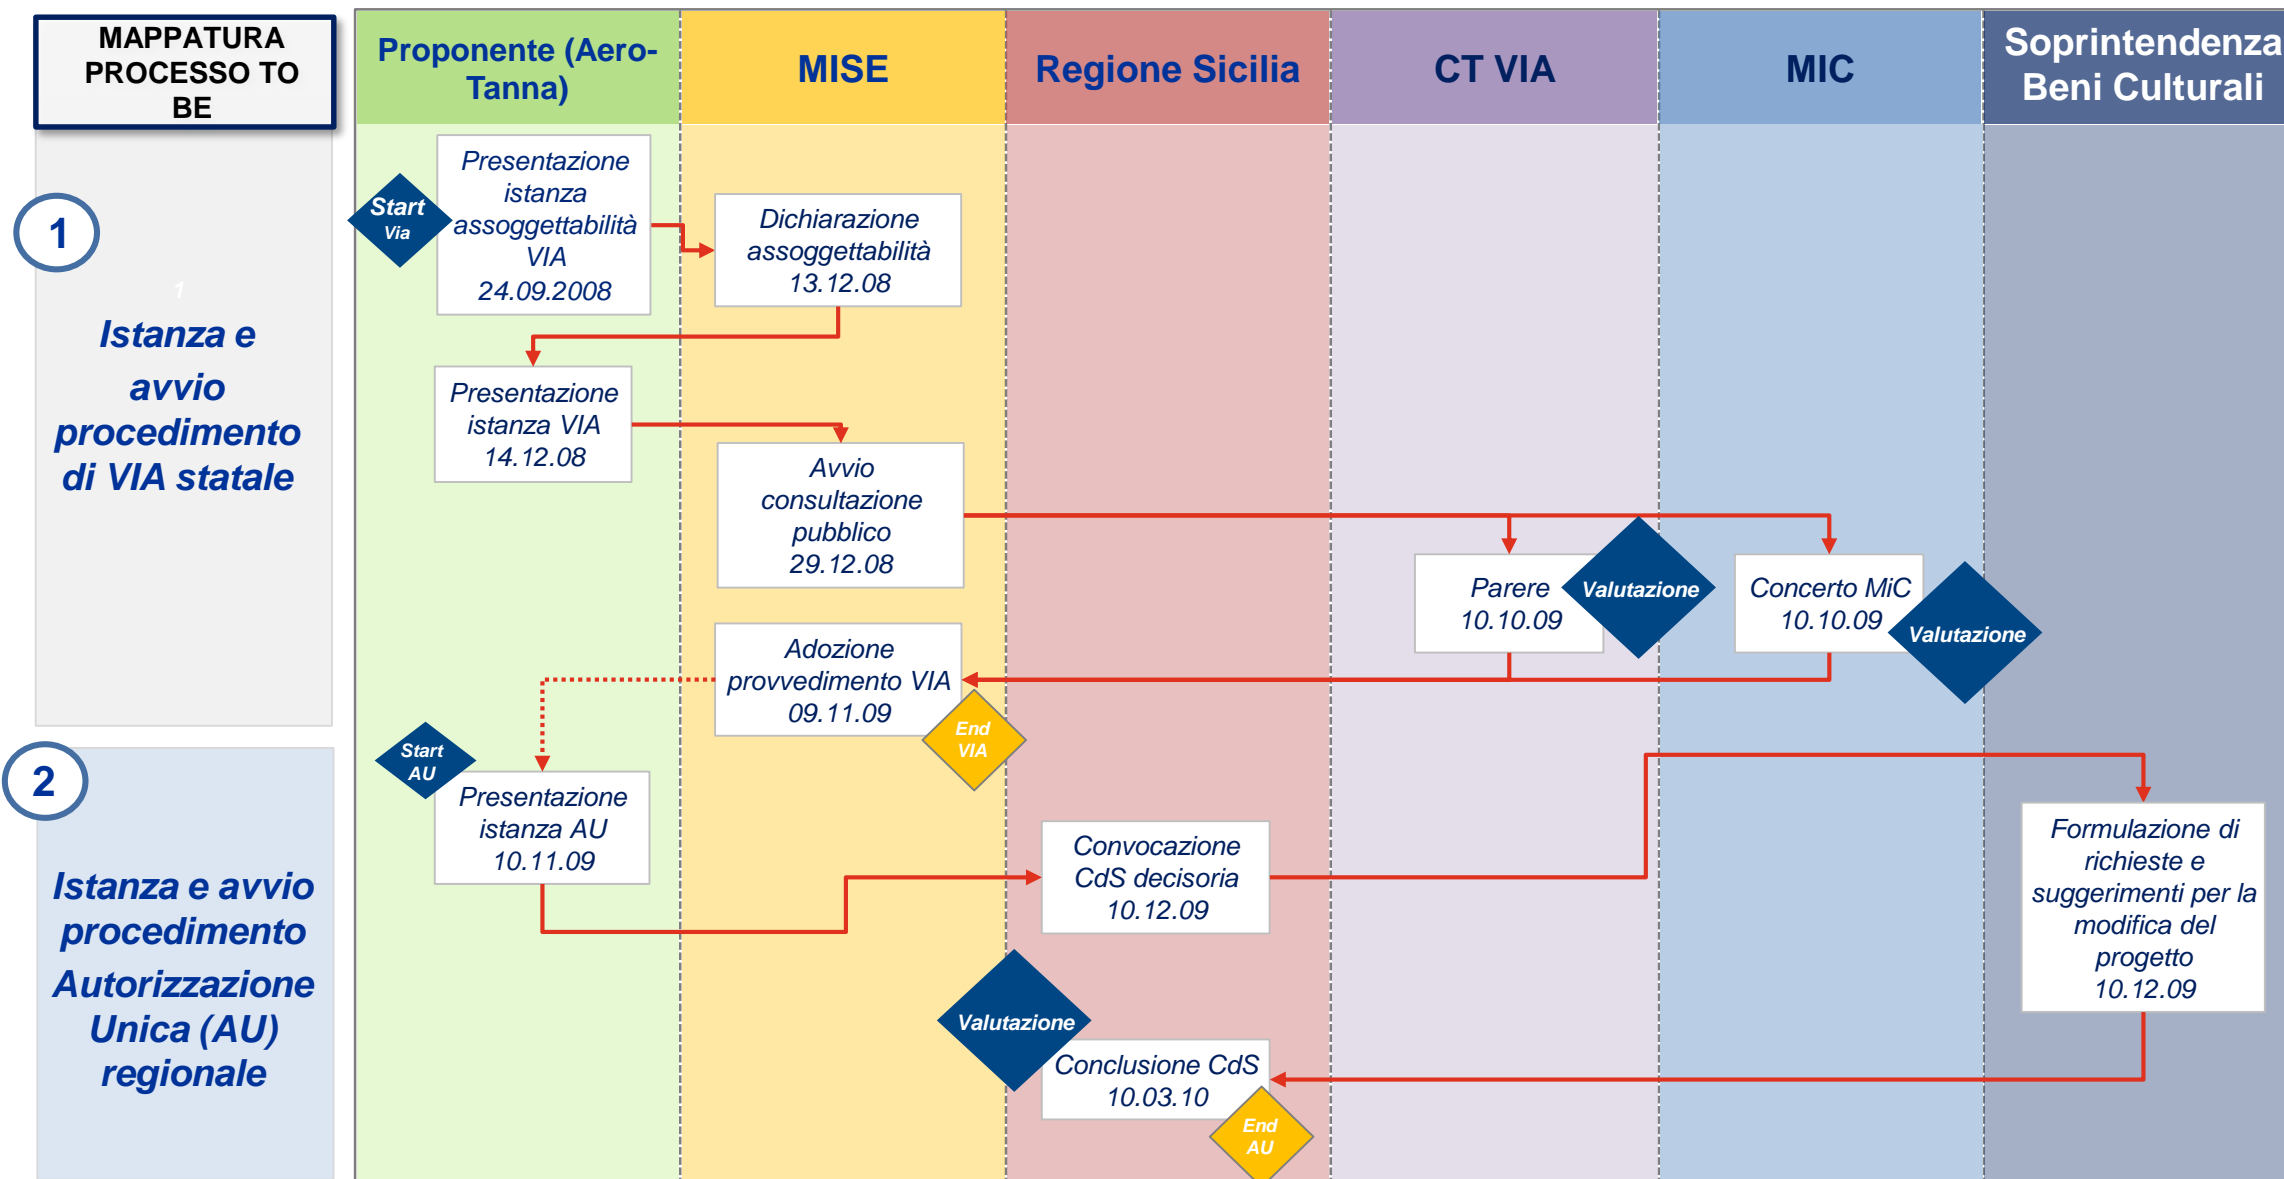 MAPPATURA
PROCESSO TO
BE
Proponente (Aero-
Tanna)
MISE
Regione Sicilia
CT VIA
MIC
Soprintendenza
Beni Culturali
1
1
Istanza e
avvio
procedimento
di VIA statale
Start
Via
Presentazione
istanza
assoggettabilità
VIA
24.09.2008
Dichiarazione
assoggettabilità
13.12.08
Presentazione
istanza VIA
14.12.08
Avvio
consultazione
pubblico
29.12.08
Parere
10.10.09
Valutazione
Concerto MiC
10.10.09
Valutazione
Adozione
provvedimento VIA
09.11.09
End
VIA
2
Istanza e avvio
procedimento
Autorizzazione
Unica (AU)
regionale
Start
AU
Presentazione
istanza AU
10.11.09
Convocazione
CdS decisoria
10.12.09
Formulazione di
richieste e
suggerimenti per la
modifica del
progetto
10.12.09
Valutazione
Conclusione CdS
10.03.10
End
AU